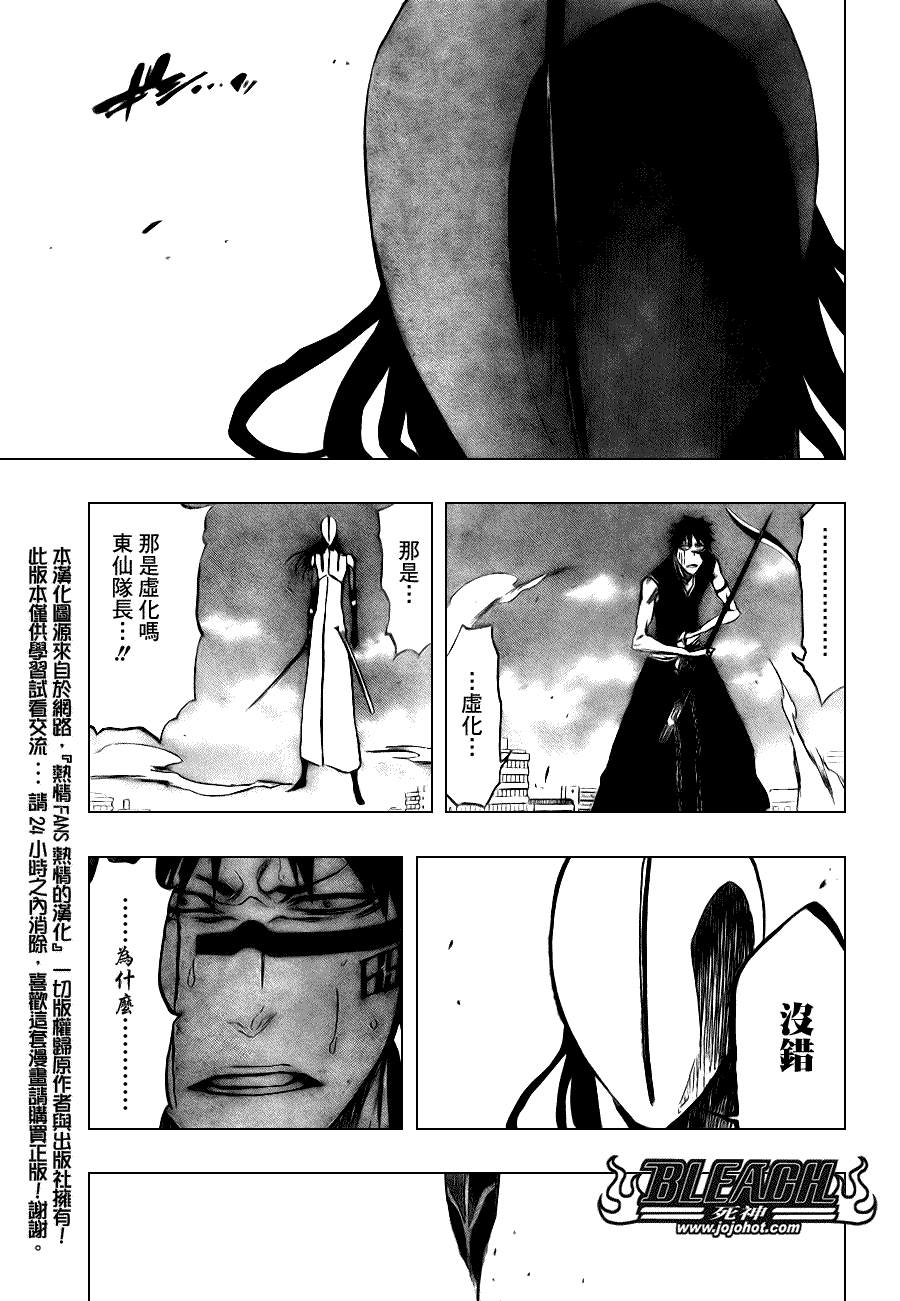 ギシ…ッ
…………………
…虛化…
那是…
那是虛化嗎
東仙隊長…!!
沒錯
……為什麼…………
69
本漢化圖源來自於網路，『熱情FANS 熱情的漢化』 一切版權歸原作者與出版社擁有！
此版本僅供學習試看交流… 請24小時之內消除，喜歡這套漫畫請購買正版！謝謝。
BLEACH
死神
www.jojohot.com